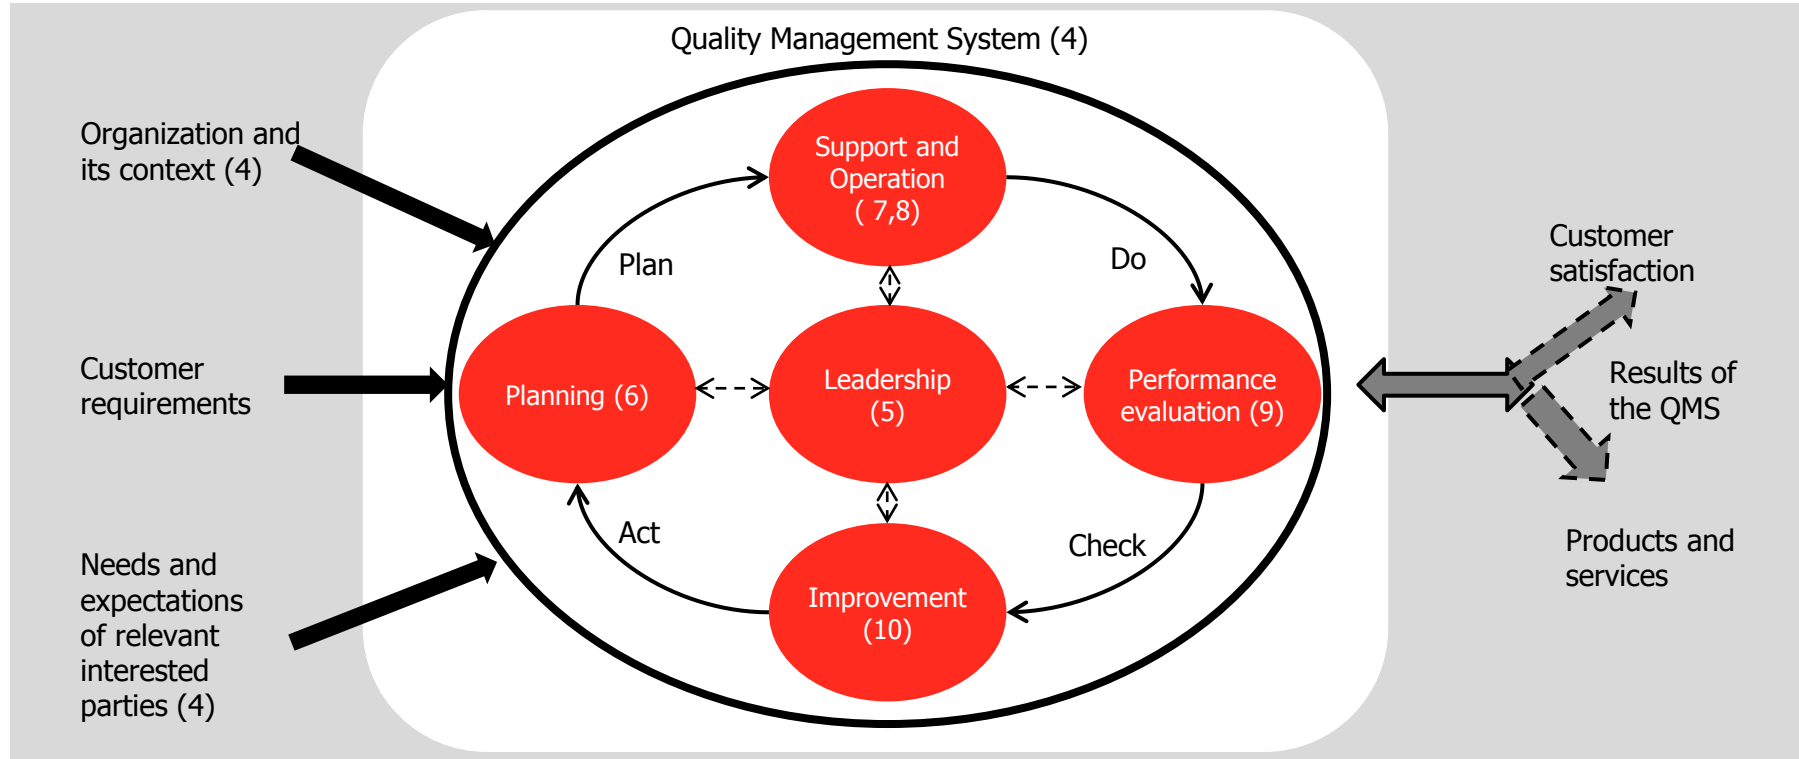 Quality Management System (4)
Organization and
its context (4)
Customer
requirements
Needs and
expectations
of relevant
interested
parties (4)
Support and
Operation
( 7,8)
Plan
Do
Planning (6)
Leadership
(5)
Performance
evaluation (9)
Act
Check
Improvement
(10)
Customer
satisfaction
Results of
the QMS
Products and
services